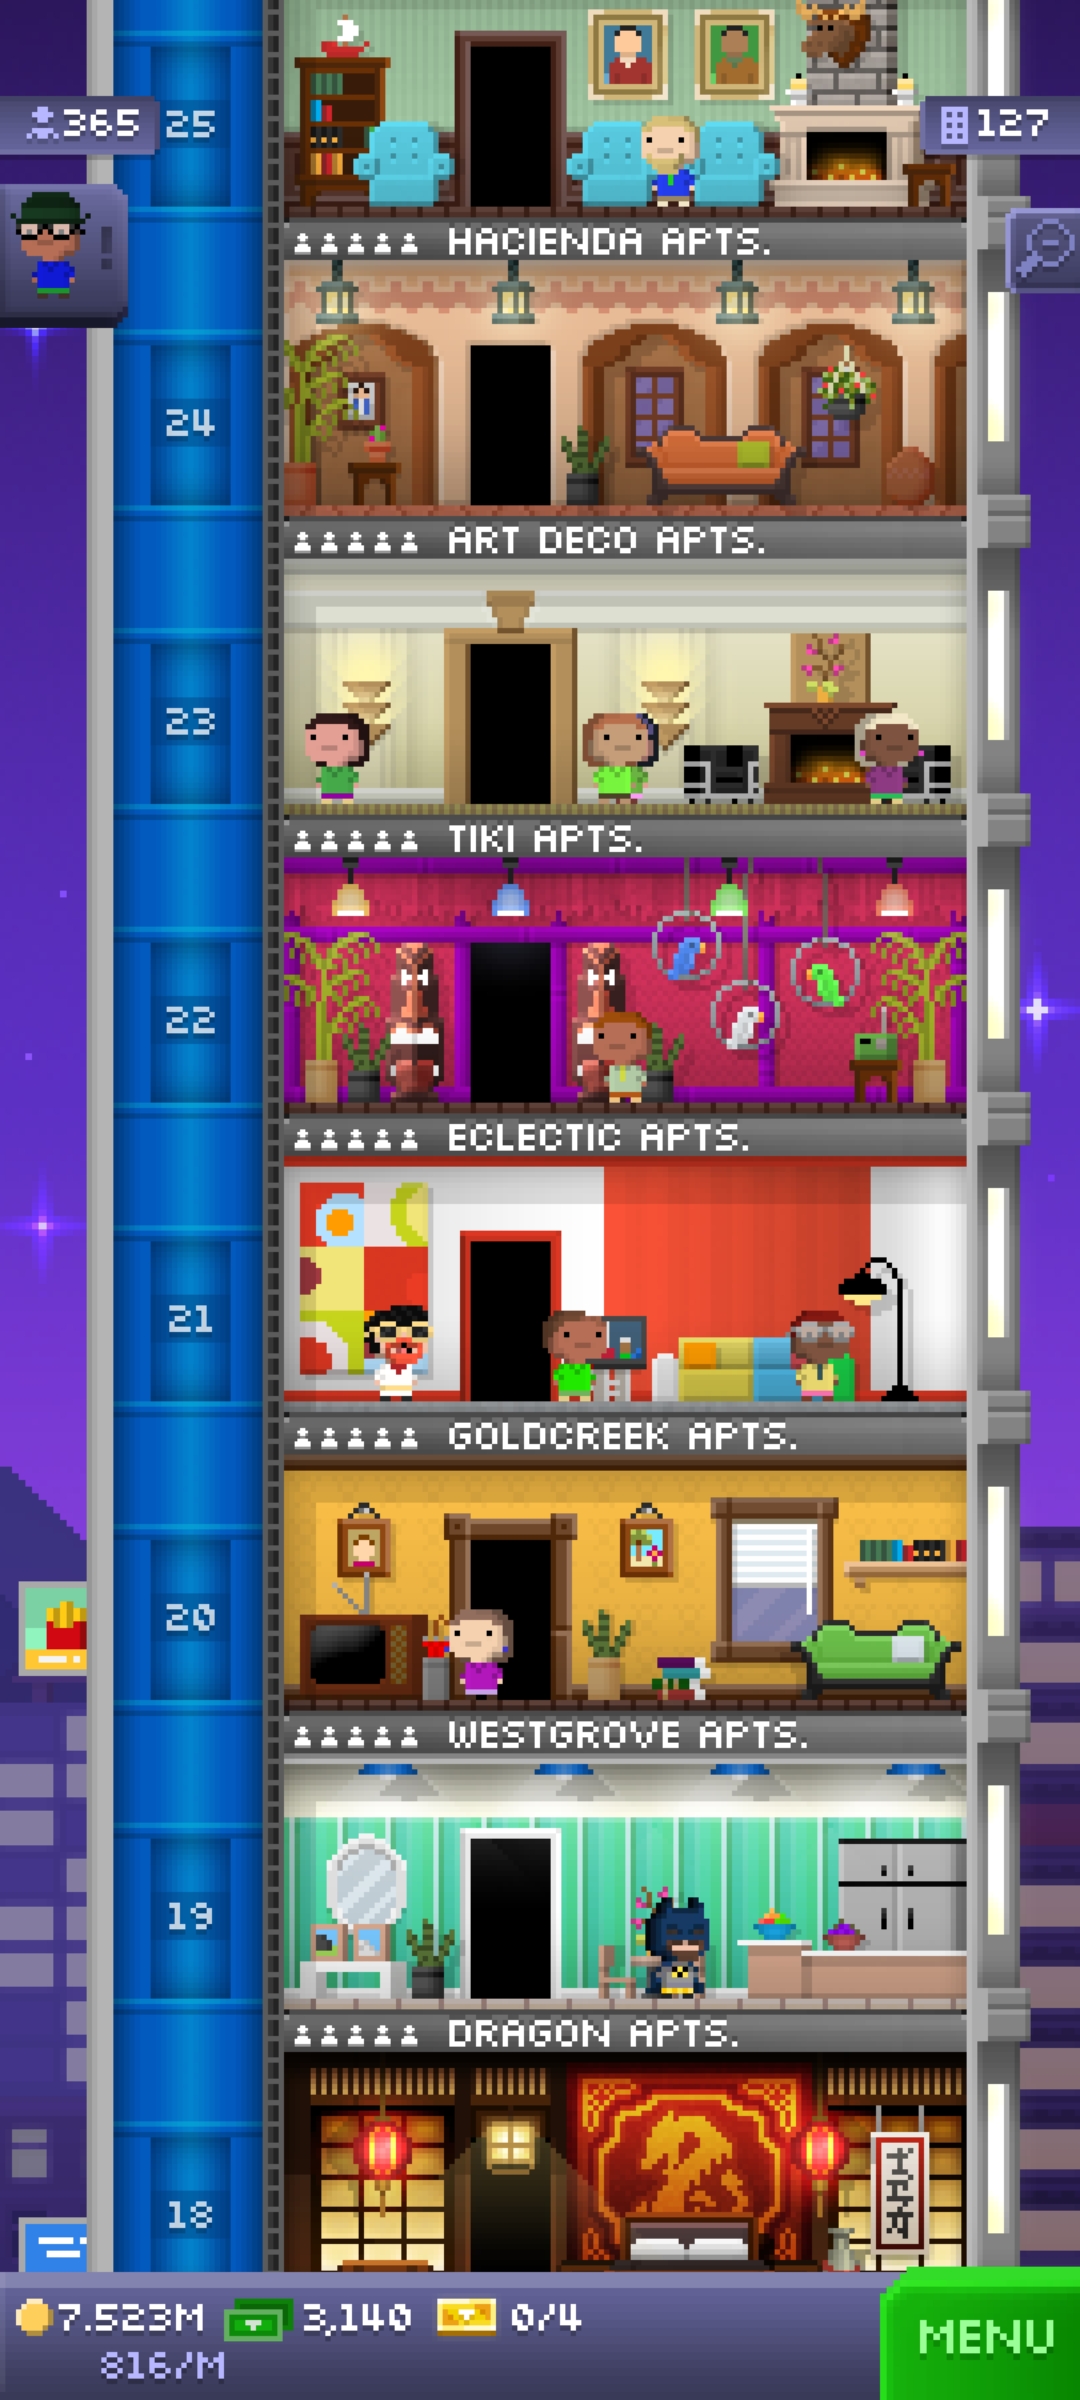 365
25
127
HACIENDA APTS.
24
ART DECO APTS.
23
TIKI APTS.
22
ECLECTIC APTS.
21
GOLDCREEK APTS.
20
WESTGROVE APTS.
19
DRAGON APTS.
18
7.523M 3,140 0/4
816/M
MENU